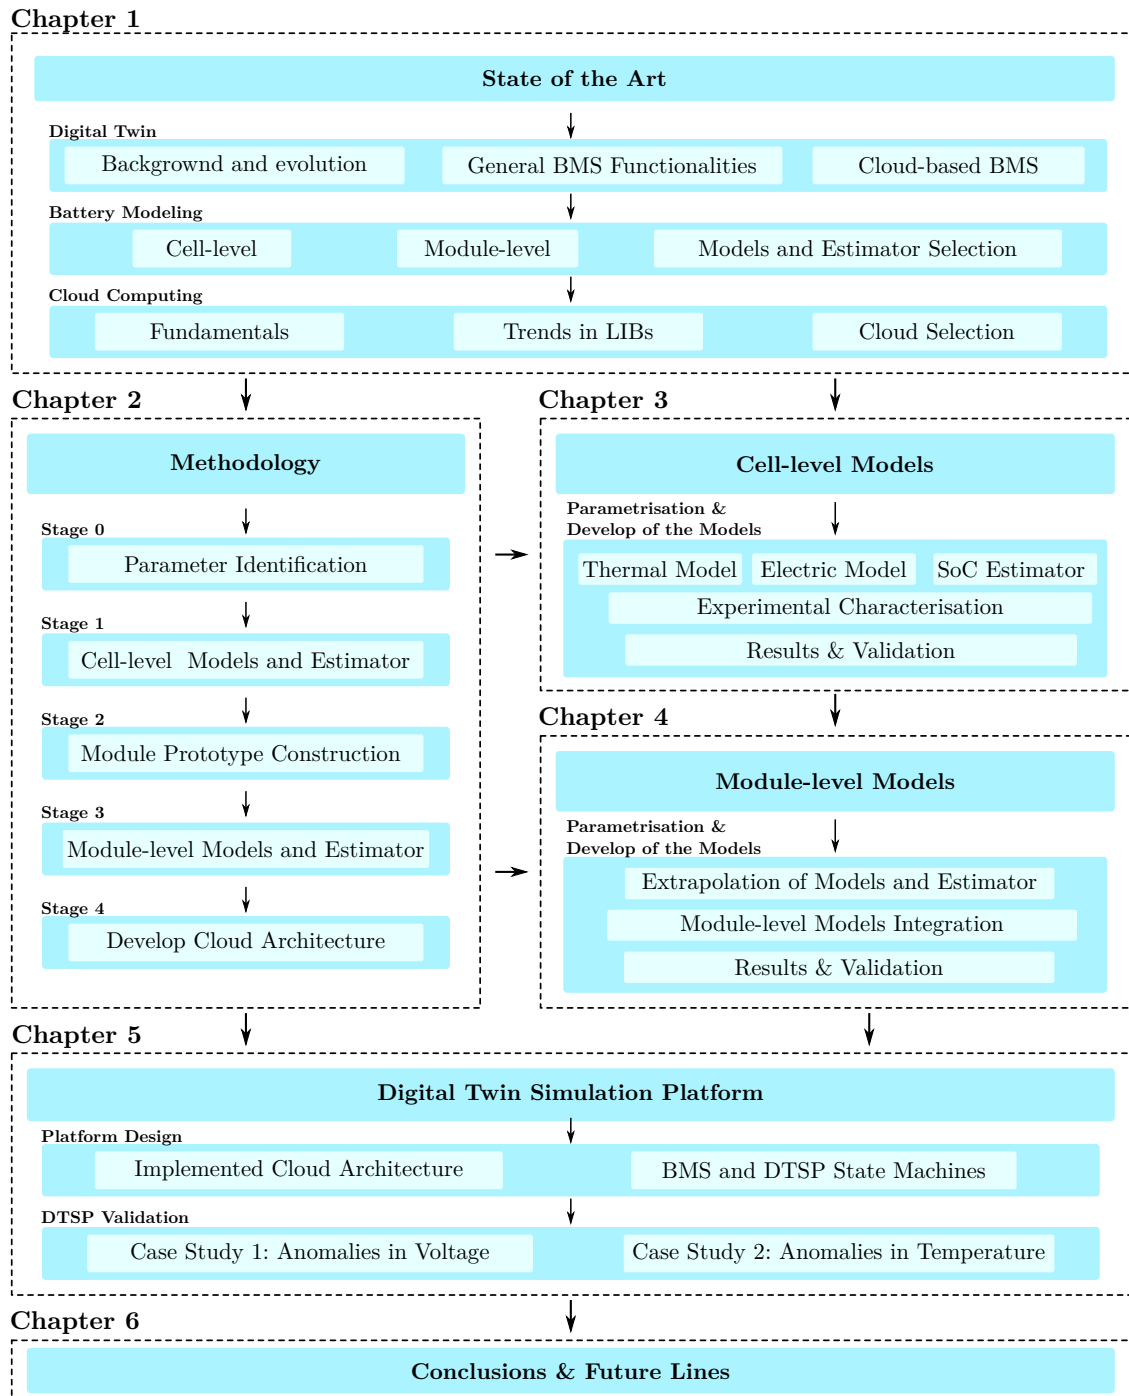 Chapter 1
State of the Art
Digital Twin
Backgrownd and evolution
General BMS Functionalities
Cloud-based BMS
Battery Modeling
Cell-level
Module-level
Models and Estimator Selection
Cloud Computing
Fundamentals
Trends in LIBs
Cloud Selection
Chapter 2
Methodology
Stage 0
Parameter Identification
Stage 1
Cell-level Models and Estimator
Stage 2
Module Prototype Construction
Stage 3
Module-level Models and Estimator
Stage 4
Develop Cloud Architecture
Chapter 3
Cell-level Models
Parametrisation &
Develop of the Models
Thermal Model
Electric Model
SoC Estimator
Experimental Characterisation
Results & Validation
Chapter 4
Module-level Models
Parametrisation &
Develop of the Models
Extrapolation of Models and Estimator
Module-level Models Integration
Results & Validation
Chapter 5
Digital Twin Simulation Platform
Platform Design
Implemented Cloud Architecture
BMS and DTSP State Machines
DTSP Validation
Case Study 1: Anomalies in Voltage
Case Study 2: Anomalies in Temperature
Chapter 6
Conclusions & Future Lines